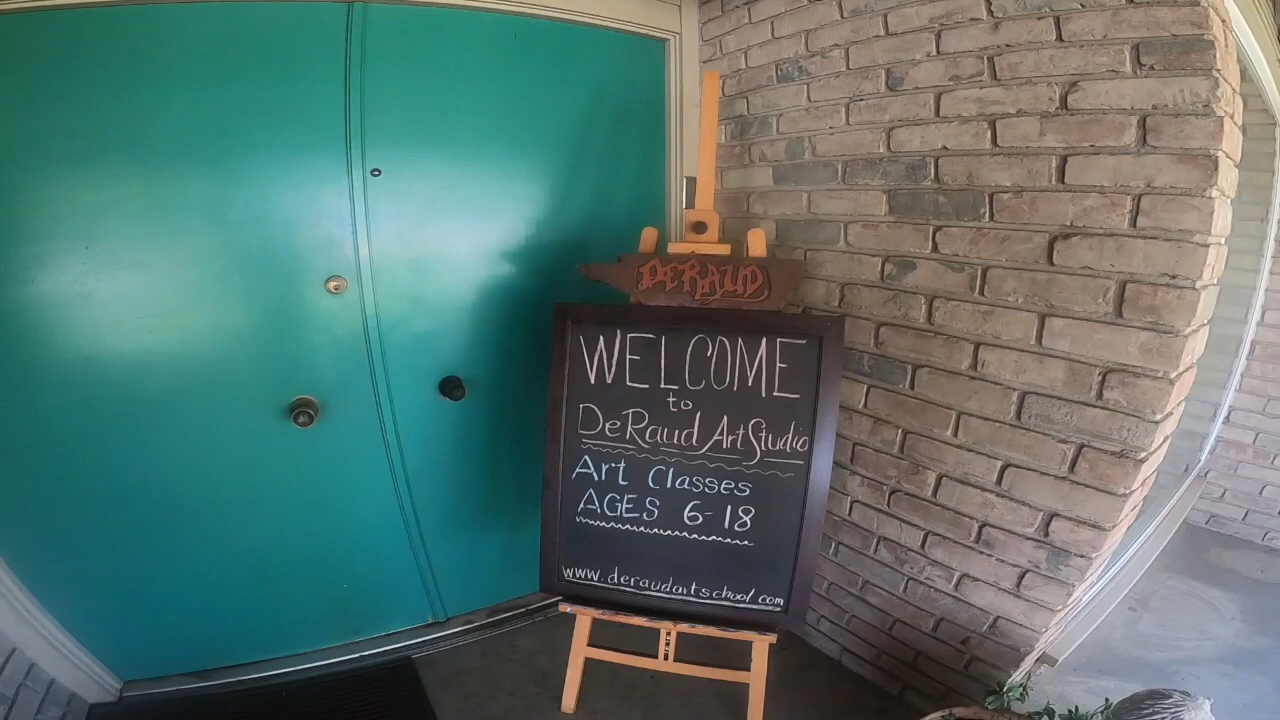 DERAUD
WELCOME
to
DeRaud Art Studio
Art Classes
AGES 6-18
www.deraudartschool.com